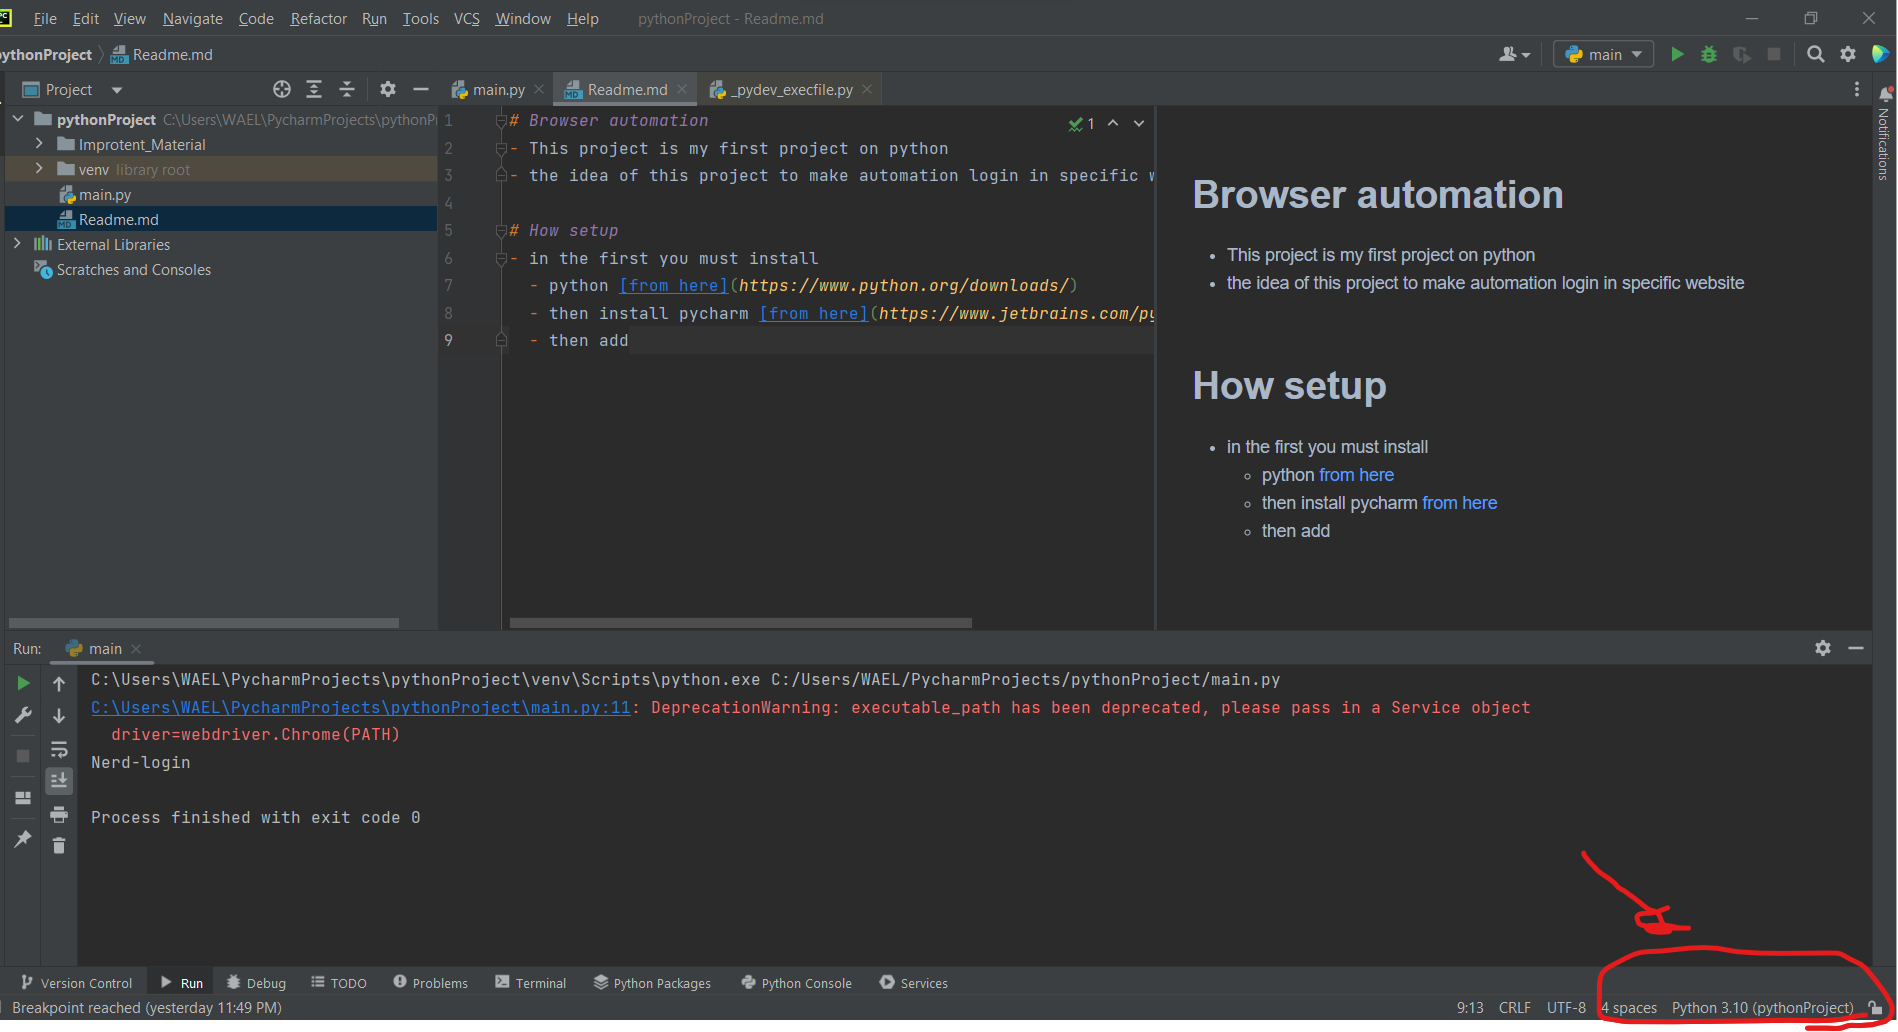 PC
File Edit View Navigate Code Refactor Run Tools VCS Window Help pythonProject - Readme.md
pythonProject Readme.md main
Project main.py Readme.md _pydev_execfile.py
Notifications
pythonProject C:\Users\WAEL\PycharmProjects\pythonP
Improtent_Material
venv library root
main.py
Readme.md
External Libraries
Scratches and Consoles
1 # Browser automation
1
2 - This project is my first project on python
3 - the idea of this project to make automation login in specific w
4
5 # How setup
6 - in the first you must install
7 - python [from here](https://www.python.org/downloads/)
8 - then install pycharm [from here](https://www.jetbrains.com/py
9 - then add
Browser automation
• This project is my first project on python
• the idea of this project to make automation login in specific website
How setup
• in the first you must install
◦ python from here
◦ then install pycharm from here
◦ then add
Run: main
C:\Users\WAEL\PycharmProjects\pythonProject\venv\Scripts\python.exe C:/Users/WAEL/PycharmProjects/pythonProject/main.py
C:\Users\WAEL\PycharmProjects\pythonProject\main.py:11: DeprecationWarning: executable_path has been deprecated, please pass in a Service object
driver=webdriver.Chrome(PATH)
Nerd-login
Process finished with exit code 0
Version Control Run Debug TODO Problems Terminal Python Packages Python Console Services
Breakpoint reached (yesterday 11:49 PM) 9:13 CRLF UTF-8 4 spaces Python 3.10 (pythonProject)